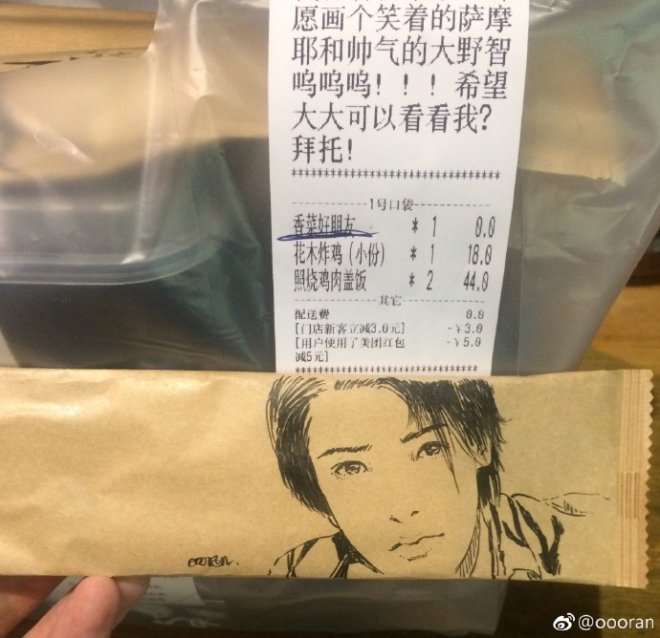 愿画个笑着的萨摩
耶和帅气的大野智
呜呜呜！！！希望
大大可以看看我？
拜托！
********************************
1号口袋
香菜好朋友 * 1 0.0
花木炸鸡（小份） * 1 18.0
照烧鸡肉盖饭 * 2 44.0
其它
配送费 0.0
[门店新客立减3.0元] -￥3.0
[用户使用了美团红包 -￥5.0
减5元]
********************************
@oooran